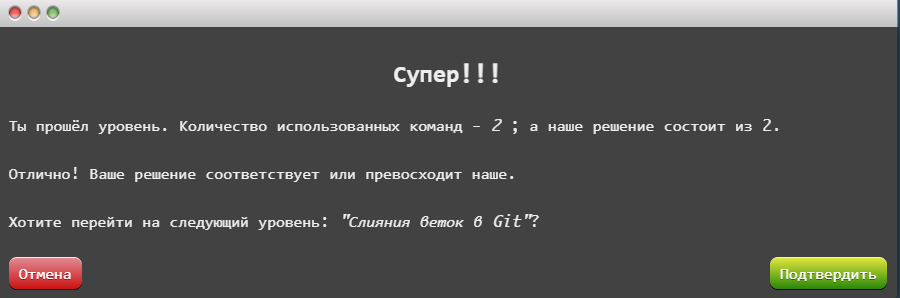 Супер!!!
Ты прошёл уровень. Количество использованных команд - 2 ; а наше решение состоит из 2.
Отлично! Ваше решение соответствует или превосходит наше.
Хотите перейти на следующий уровень: "Слияния веток в Git"?
Отмена
Подтвердить